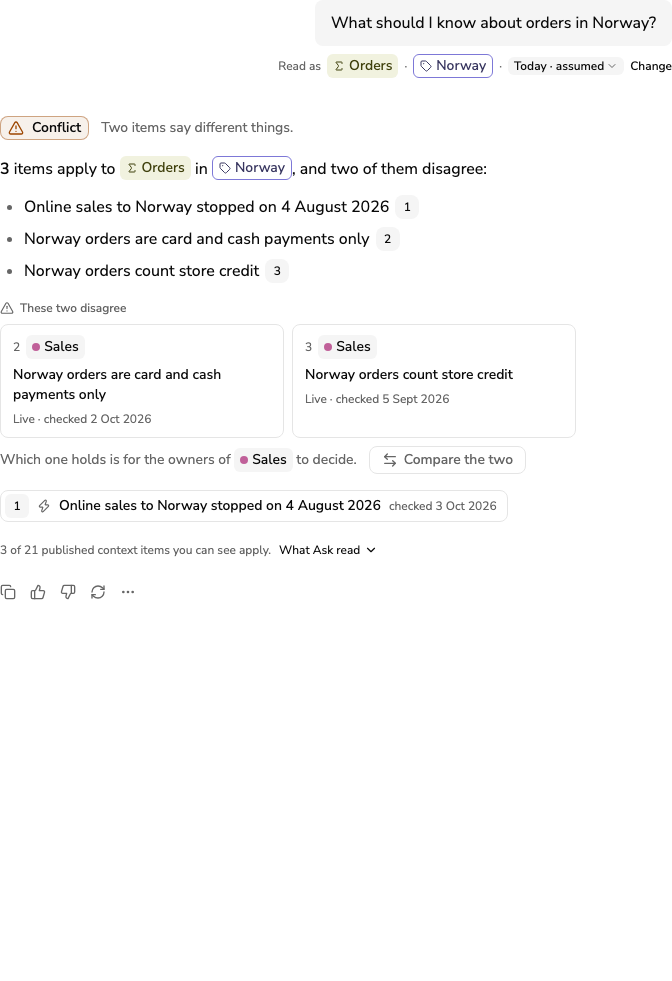 What should I know about orders in Norway?
Read as Orders · Norway · Today · assumed Change
Conflict Two items say different things.
3 items apply to Orders in Norway, and two of them disagree:
• Online sales to Norway stopped on 4 August 2026 1
• Norway orders are card and cash payments only 2
• Norway orders count store credit 3
These two disagree
2 Sales
Norway orders are card and cash
payments only
Live · checked 2 Oct 2026
3 Sales
Norway orders count store credit
Live · checked 5 Sept 2026
Which one holds is for the owners of Sales to decide. Compare the two
1 Online sales to Norway stopped on 4 August 2026 checked 3 Oct 2026
3 of 21 published context items you can see apply. What Ask read